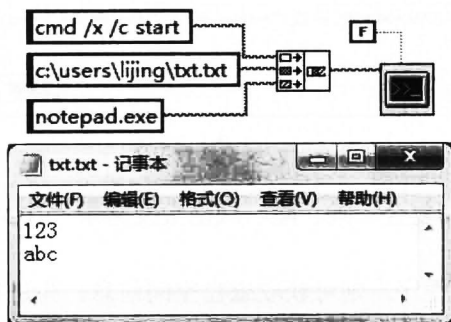 cmd /x /c start
F
c:\users\lijing\txt.txt
notepad.exe
txt.txt - 记事本
文件(F) 编辑(E) 格式(O) 查看(V) 帮助(H)
123
abc